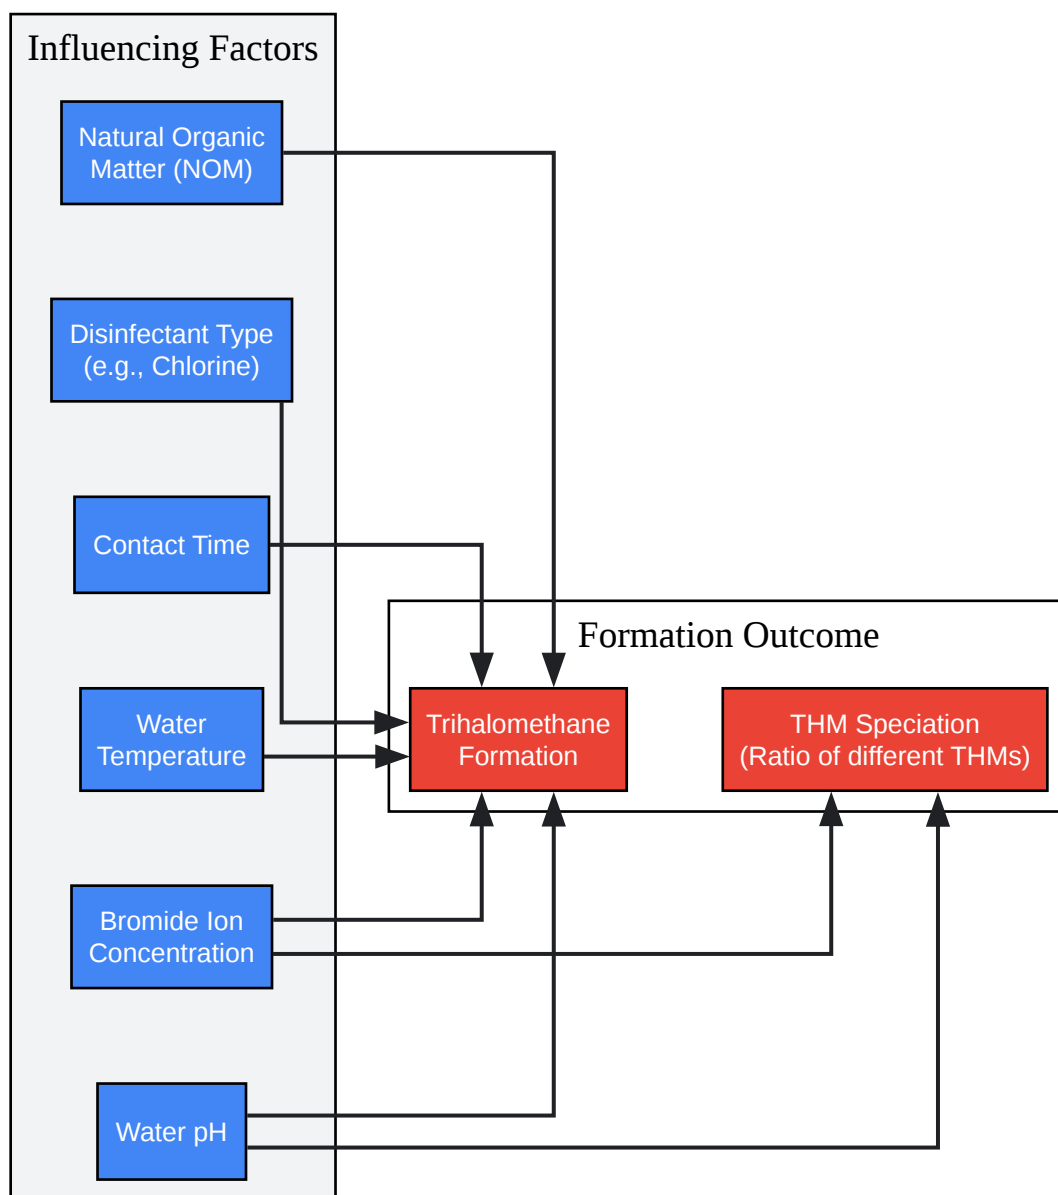 Influencing Factors
Natural Organic
Matter (NOM)
Disinfectant Type
(e.g., Chlorine)
Contact Time
Water
Temperature
Bromide Ion
Concentration
Water pH
Formation Outcome
Trihalomethane
Formation
THM Speciation
(Ratio of different THMs)